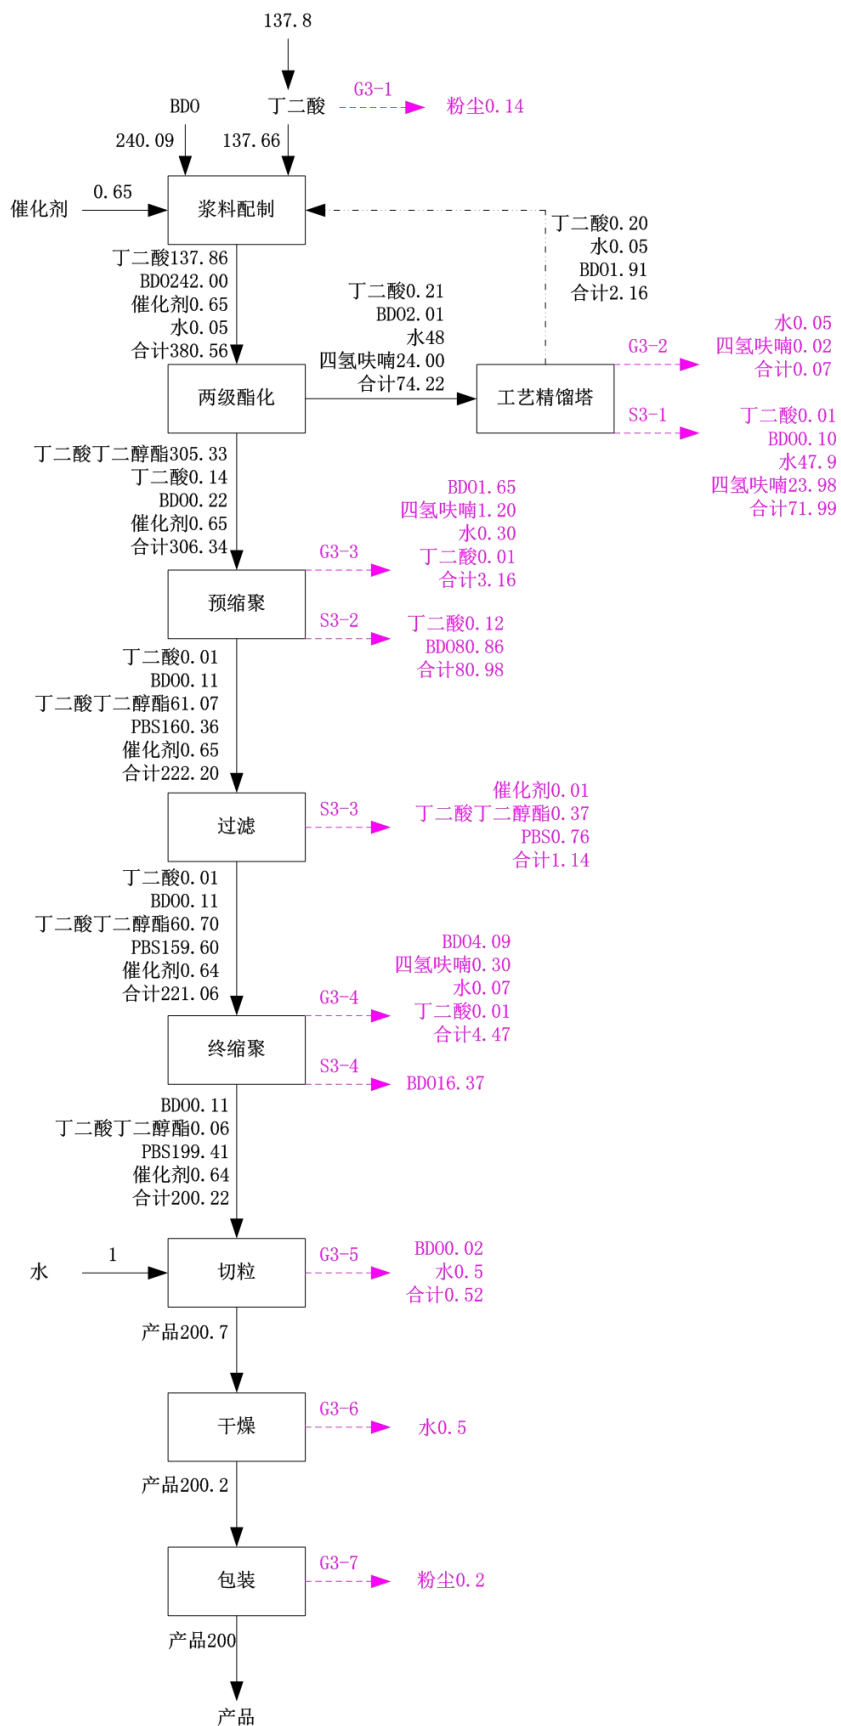 137.8
G3-1
BDO
丁二酸
粉尘0.14
240.09
137.66
催化剂
0.65
浆料配制
丁二酸0.20
水0.05
BDO1.91
合计2.16
丁二酸137.86
BDO242.00
催化剂0.65
水0.05
合计380.56
丁二酸0.21
BDO2.01
水48
四氢呋喃24.00
合计74.22
两级酯化
工艺精馏塔
G3-2
水0.05
四氢呋喃0.02
合计0.07
S3-1
丁二酸0.01
BDO0.10
水47.9
四氢呋喃23.98
合计71.99
丁二酸丁二醇酯305.33
丁二酸0.14
BDO0.22
催化剂0.65
合计306.34
G3-3
BDO1.65
四氢呋喃1.20
水0.30
丁二酸0.01
合计3.16
预缩聚
S3-2
丁二酸0.12
BDO80.86
合计80.98
丁二酸0.01
BDO0.11
丁二酸丁二醇酯61.07
PBS160.36
催化剂0.65
合计222.20
过滤
S3-3
催化剂0.01
丁二酸丁二醇酯0.37
PBS0.76
合计1.14
丁二酸0.01
BDO0.11
丁二酸丁二醇酯60.70
PBS159.60
催化剂0.64
合计221.06
G3-4
BDO4.09
四氢呋喃0.30
水0.07
丁二酸0.01
合计4.47
终缩聚
S3-4
BDO16.37
BDO0.11
丁二酸丁二醇酯0.06
PBS199.41
催化剂0.64
合计200.22
水
1
切粒
G3-5
BDO0.02
水0.5
合计0.52
产品200.7
干燥
G3-6
水0.5
产品200.2
包装
G3-7
粉尘0.2
产品200
产品